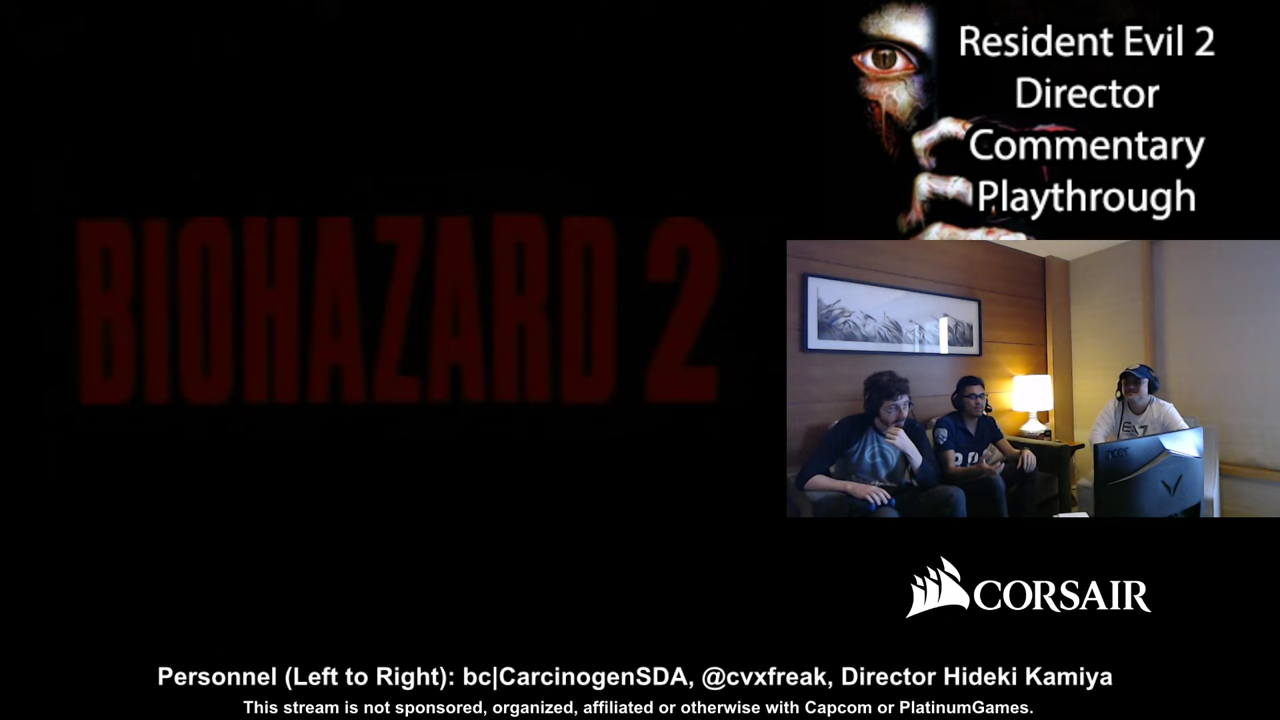 Resident Evil 2
Director
Commentary
Playthrough
BIOHAZARD 2
acer
CORSAIR
Personnel (Left to Right): bc|CarcinogenSDA, @cvxfreak, Director Hideki Kamiya
This stream is not sponsored, organized, affiliated or otherwise with Capcom or PlatinumGames.